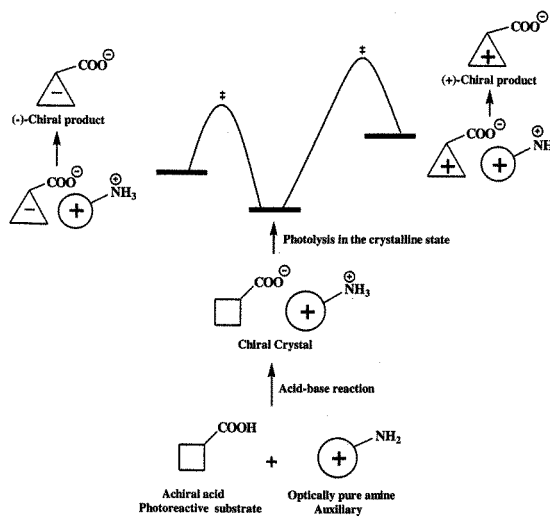 COO⊖
−
(-)-Chiral product
COO⊖
−
+
⊕
NH₃
‡
‡
COO⊖
+
(+)-Chiral product
COO⊖
+
+
⊕
Photolysis in the crystalline state
COO⊖
+
⊕
NH₃
Chiral Crystal
Acid-base reaction
COOH
+
+
NH₂
Achiral acid
Photoreactive substrate
Optically pure amine
Auxiliary